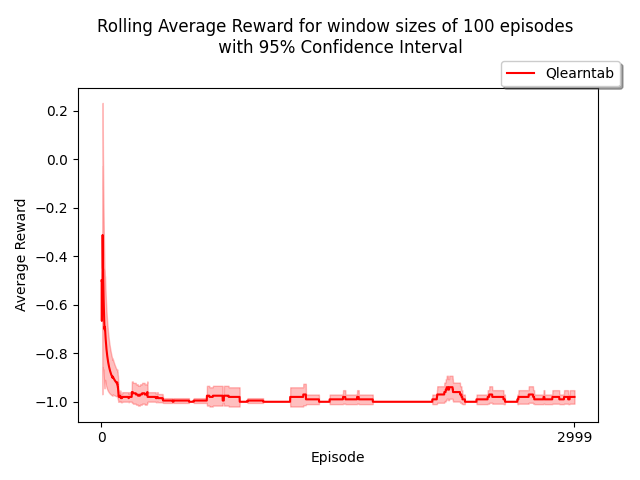 Rolling Average Reward for window sizes of 100 episodes
with 95% Confidence Interval
Qlearntab
0.2
0.0
−0.2
−0.4
−0.6
−0.8
−1.0
Average Reward
0
2999
Episode